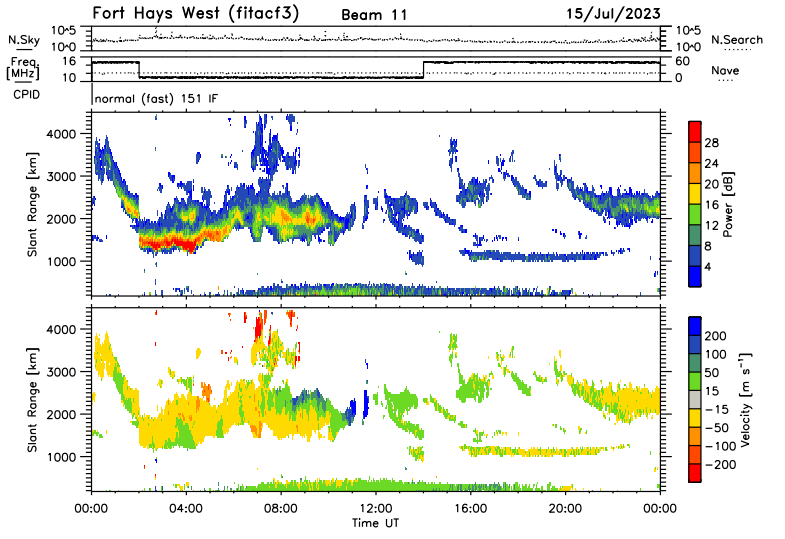 Fort Hays West (fitacf3) Beam 11 15/Jul/2023
N.Sky 10^5 10^0 10^5 10^0 N.Search
Freq. [MHz] 16 10 60 0 Nave
CPID normal (fast) 151 IF
Slant Range [km] 4000 3000 2000 1000
Power [dB] 28 24 20 16 12 8 4
Slant Range [km] 4000 3000 2000 1000
Velocity [m s⁻¹] 200 100 50 15 −15 −50 −100 −200
00:00 04:00 08:00 12:00 16:00 20:00 00:00
Time UT